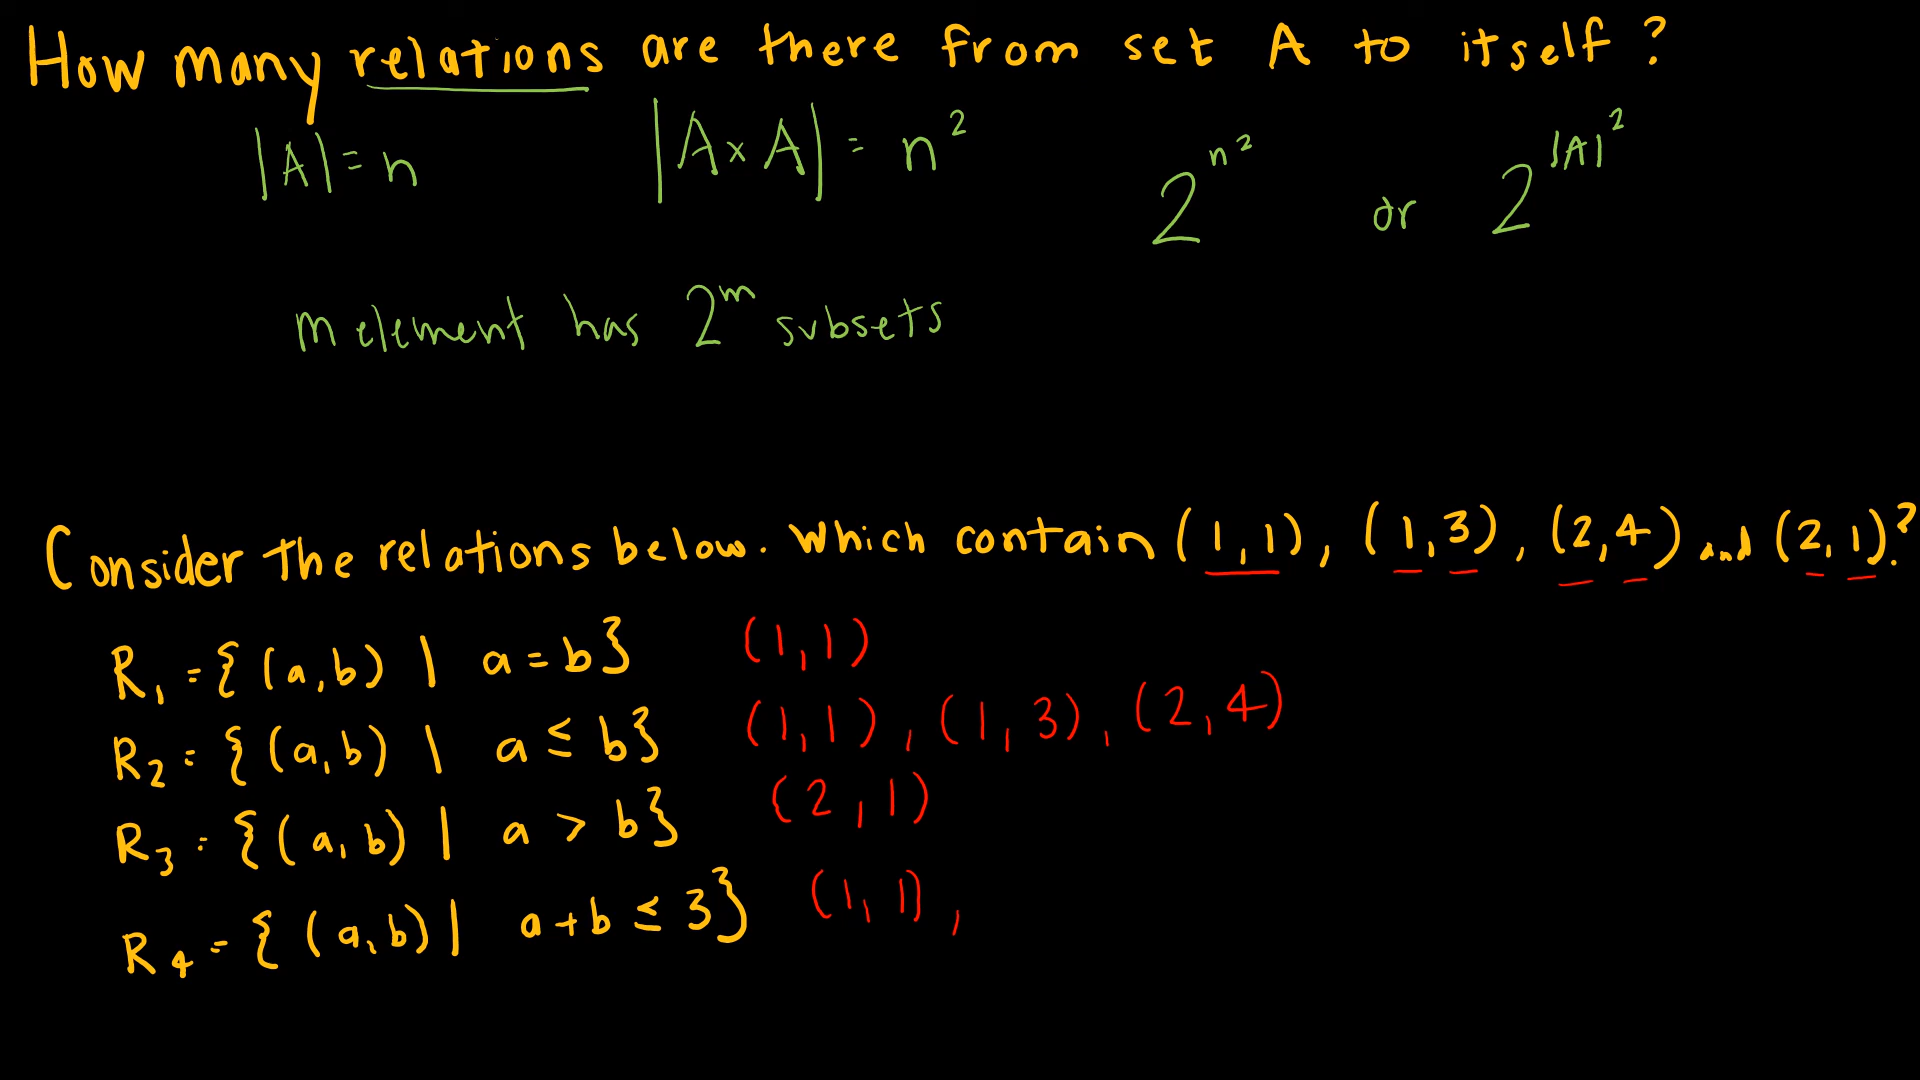 How many relations are there from set A to itself?
|A| = n |A × A| = n² 2^n² or 2^|A|²
m element has 2^m subsets
Consider the relations below. Which contain (1,1), (1,3), (2,4) and (2,1)?
R₁ = {(a,b) | a = b} (1,1)
R₂ = {(a,b) | a ≤ b} (1,1), (1,3), (2,4)
R₃ = {(a,b) | a > b} (2,1)
R₄ = {(a,b) | a+b ≤ 3} (1,1),